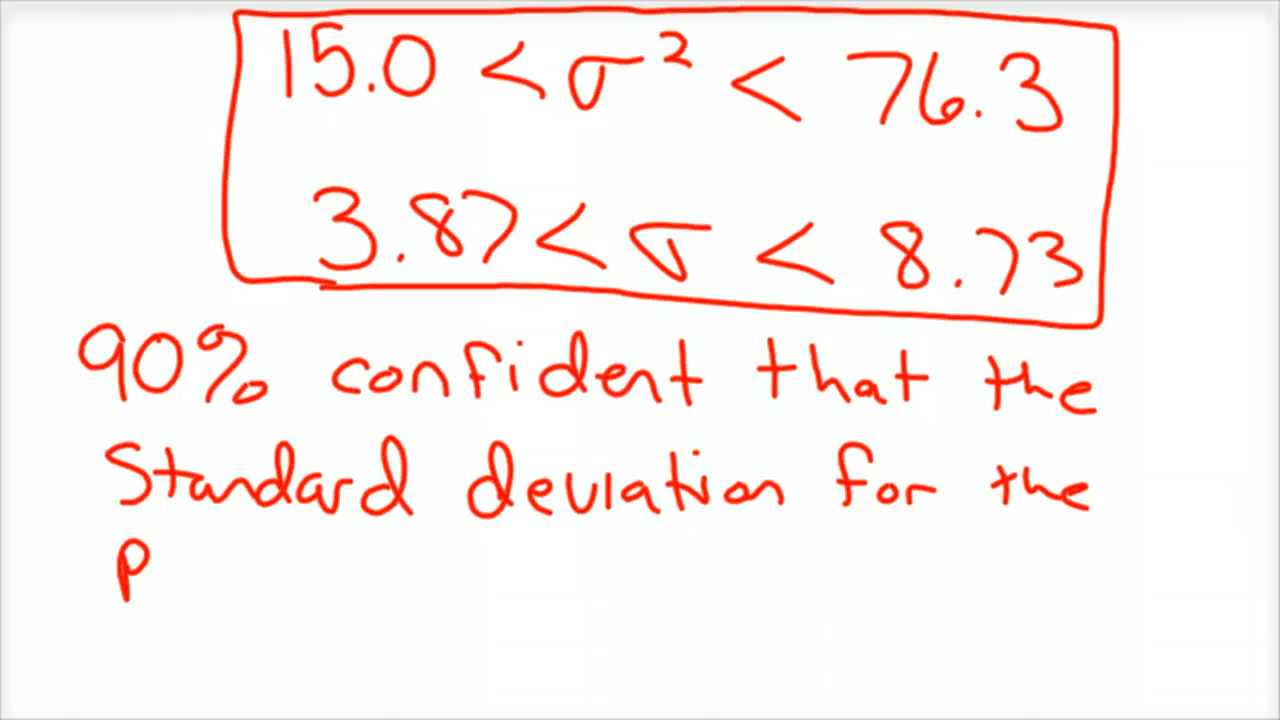 15.0 < σ² < 76.3
3.87 < σ < 8.73
90% confident that the
Standard deviation for the
P